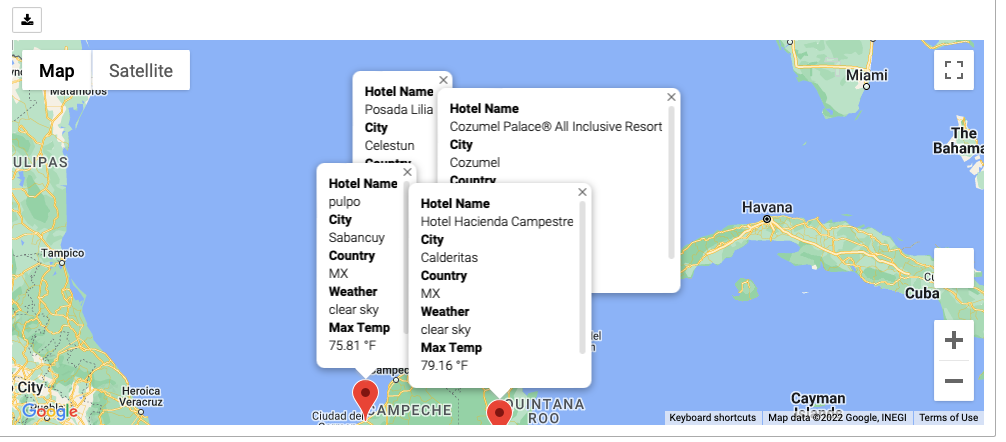 Map
Satellite
Matamoros
ULIPAS
Tampico
o City
Heroica
Veracruz
Google
Hotel Name
Posada Lilia
City
Celestun
Country
Hotel Name
Cozumel Palace® All Inclusive Resort
City
Cozumel
Country
Hotel Name
pulpo
City
Sabancuy
Country
MX
Weather
clear sky
Max Temp
75.81 °F
Hotel Name
Hotel Hacienda Campestre
City
Calderitas
Country
MX
Weather
clear sky
Max Temp
79.16 °F
Miami
The
Bahama
Havana
Cuba
Cayman
Islands
Ciudad del
CAMPECHE
QUINTANA
ROO
Keyboard shortcuts
Map data ©2022 Google, INEGI
Terms of Use